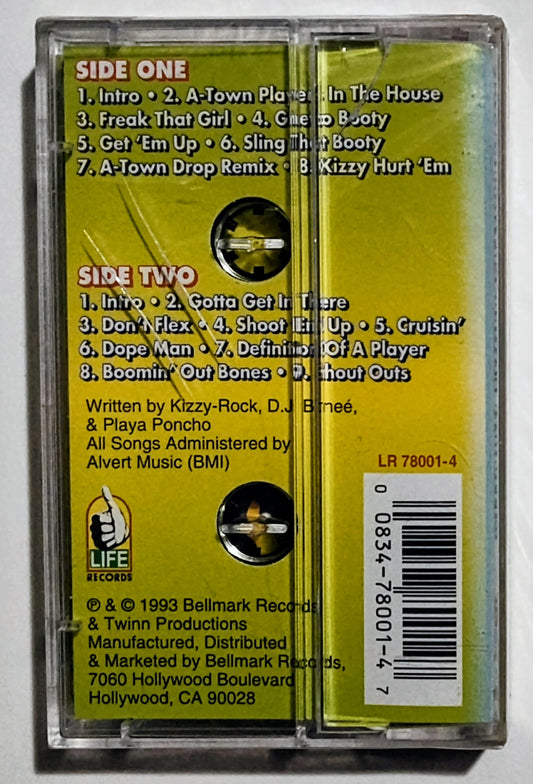 SIDE ONE
1. Intro • 2. A-Town Players In The House
3. Freak That Girl • 4. Ghetto Booty
5. Get 'Em Up • 6. Sling That Booty
7. A-Town Drop Remix • 8. Kizzy Hurt 'Em
SIDE TWO
1. Intro • 2. Gotta Get In There
3. Don't Flex • 4. Shoot 'Em Up • 5. Cruisin'
6. Dope Man • 7. Definition Of A Player
8. Boomin' Out Bones • 9. Shout Outs
Written by Kizzy-Rock, D.J. Birneé,
& Playa Poncho
All Songs Administered by
Alvert Music (BMI)
LR 78001-4
LIFE
RECORDS
℗ & © 1993 Bellmark Records
& Twinn Productions
Manufactured, Distributed
& Marketed by Bellmark Records,
7060 Hollywood Boulevard
Hollywood, CA 90028
0 0834-78001-4 7